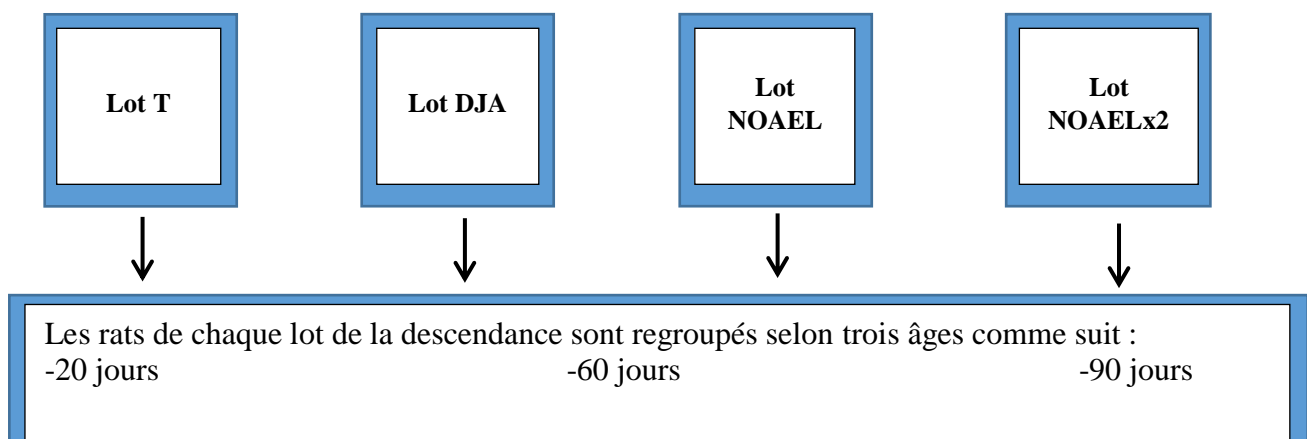 Lot T
Lot DJA
Lot
NOAEL
Lot
NOAELx2
Les rats de chaque lot de la descendance sont regroupés selon trois âges comme suit :
-20 jours -60 jours -90 jours